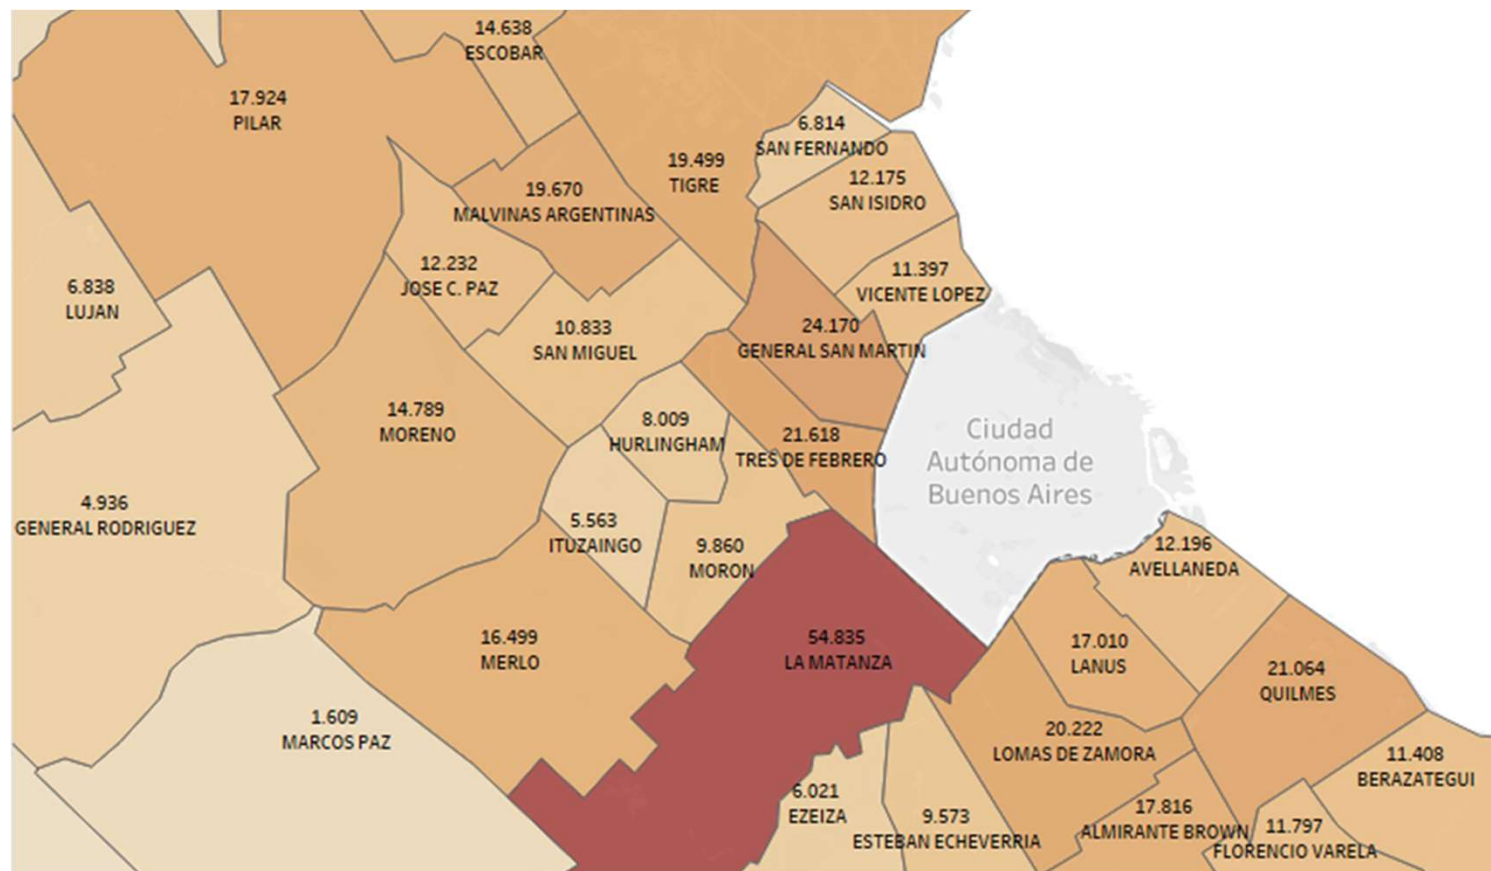 14.638
ESCOBAR
17.924
PILAR
6.814
SAN FERNANDO
19.499
TIGRE
12.175
SAN ISIDRO
19.670
MALVINAS ARGENTINAS
12.232
JOSE C. PAZ
11.397
VICENTE LOPEZ
6.838
LUJAN
10.833
SAN MIGUEL
24.170
GENERAL SAN MARTIN
14.789
MORENO
8.009
HURLINGHAM
21.618
TRES DE FEBRERO
Ciudad
Autónoma de
Buenos Aires
4.936
GENERAL RODRIGUEZ
5.563
ITUZAINGO
9.860
MORON
12.196
AVELLANEDA
16.499
MERLO
54.835
LA MATANZA
17.010
LANUS
21.064
QUILMES
1.609
MARCOS PAZ
20.222
LOMAS DE ZAMORA
11.408
BERAZATEGUI
6.021
EZEIZA
9.573
ESTEBAN ECHEVERRIA
17.816
ALMIRANTE BROWN
11.797
FLORENCIO VARELA